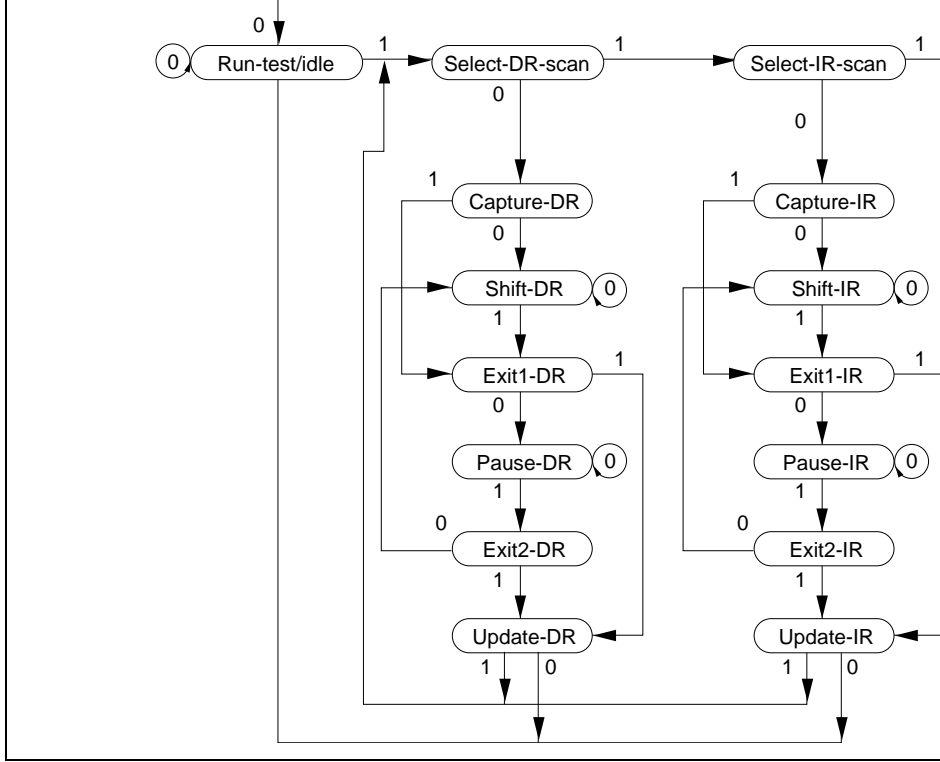 0
0 Run-test/idle 1 Select-DR-scan 1 Select-IR-scan 1
0 0
1 Capture-DR 1 Capture-IR
0 0
Shift-DR 0 Shift-IR 0
1 1
Exit1-DR 1 Exit1-IR 1
0 0
Pause-DR 0 Pause-IR 0
1 1
0 Exit2-DR 0 Exit2-IR
1 1
Update-DR Update-IR
1 0 1 0